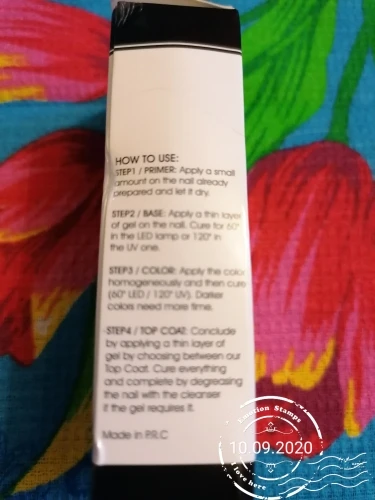 HOW TO USE:
STEP1 / PRIMER: Apply a small
amount on the nail already
prepared and let it dry.
STEP2 / BASE: Apply a thin layer
of gel on the nail. Cure for 60"
in the LED lamp or 120" in
the UV one.
STEP3 / COLOR: Apply the color
homogeneously and then cure
(60" LED / 120" UV). Darker
colors need more time.
STEP4 / TOP COAT: Conclude
by applying a thin layer of
gel by choosing between our
Top Coat. Cure everything
and complete by degreasing
the nail with the cleanser
if the gel requires it.
Made in P.R.C
Stamps
10.09.2020
love here